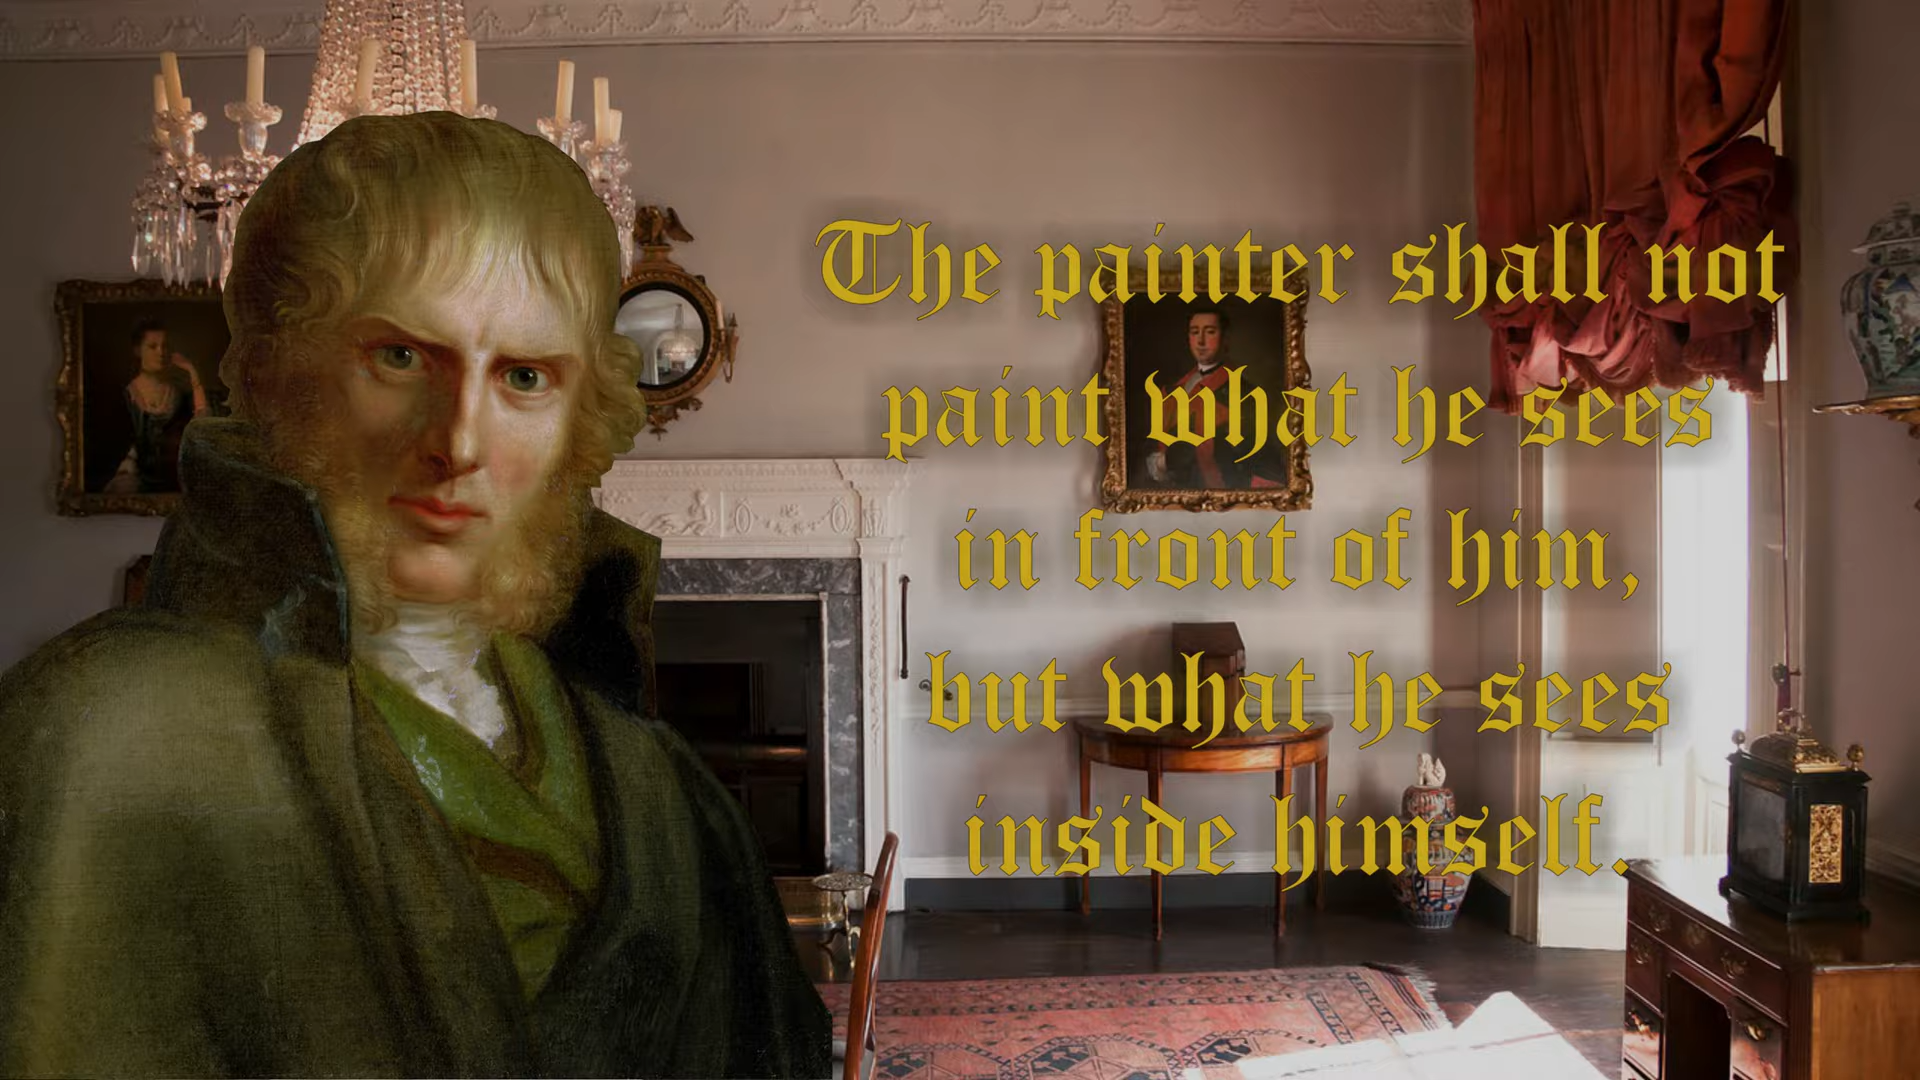 The painter shall not
paint what he sees
in front of him,
but what he sees
inside himself.